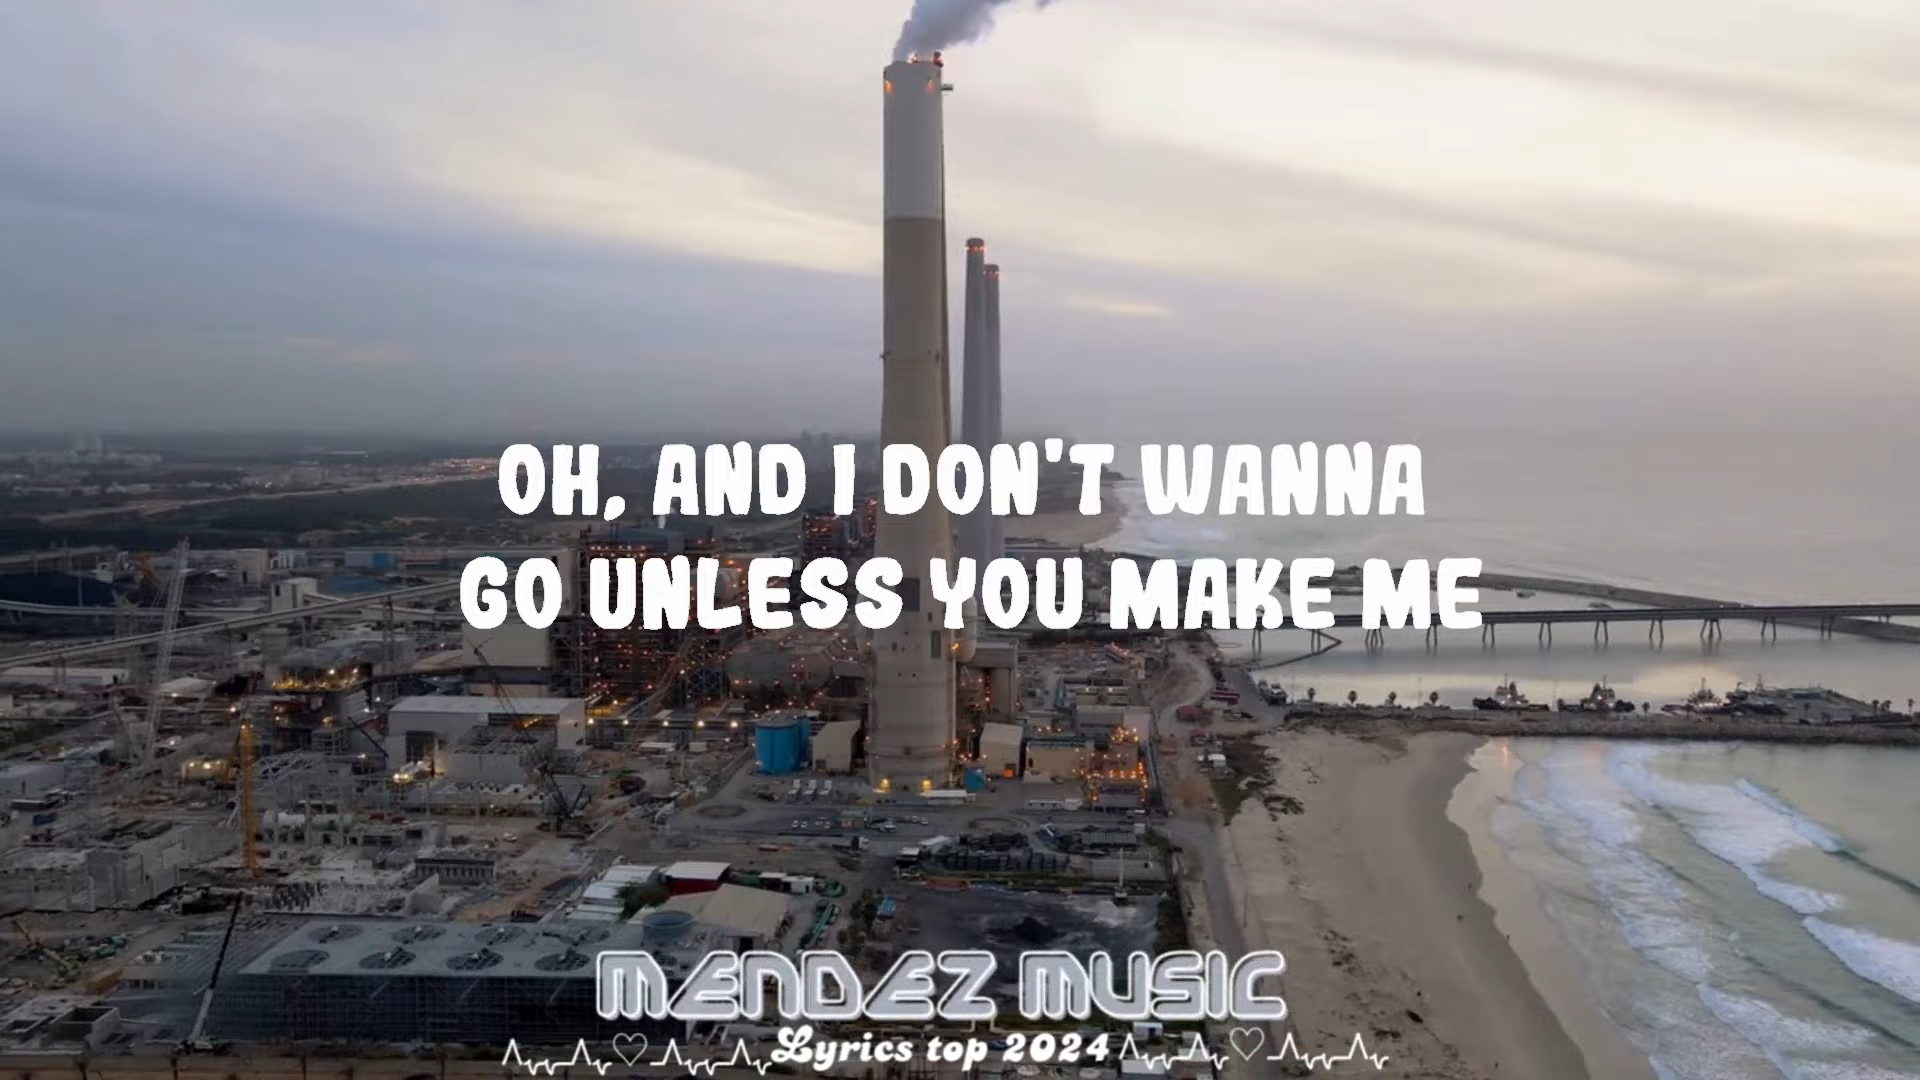 OH, AND I DON'T WANNA
GO UNLESS YOU MAKE ME
MENDEZ MUSIC
Lyrics top 2024